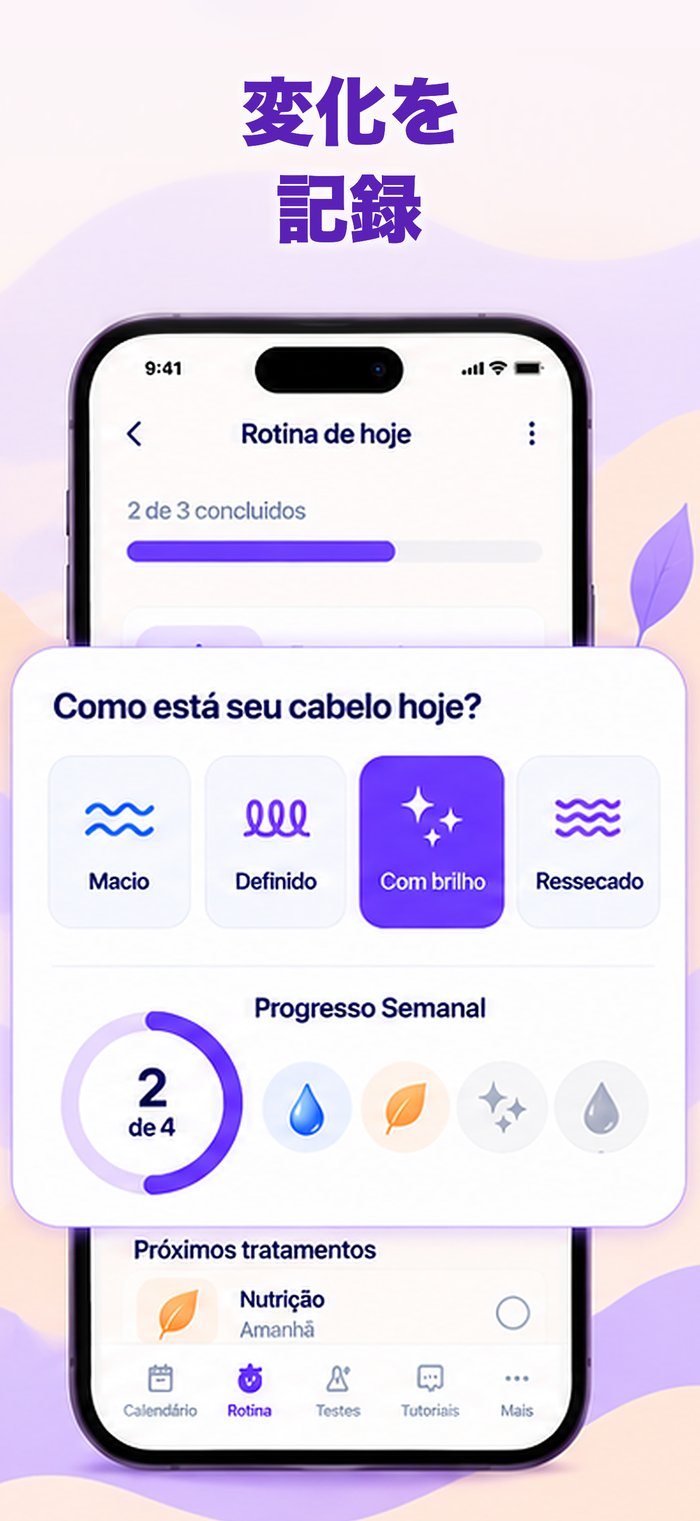 変化を
記録
9:41
Rotina de hoje
2 de 3 concluidos
Como está seu cabelo hoje?
Macio
Definido
Com brilho
Ressecado
Progresso Semanal
2
de 4
Próximos tratamentos
Nutrição
Amanhã
Calendário
Rotina
Testes
Tutoriais
Mais